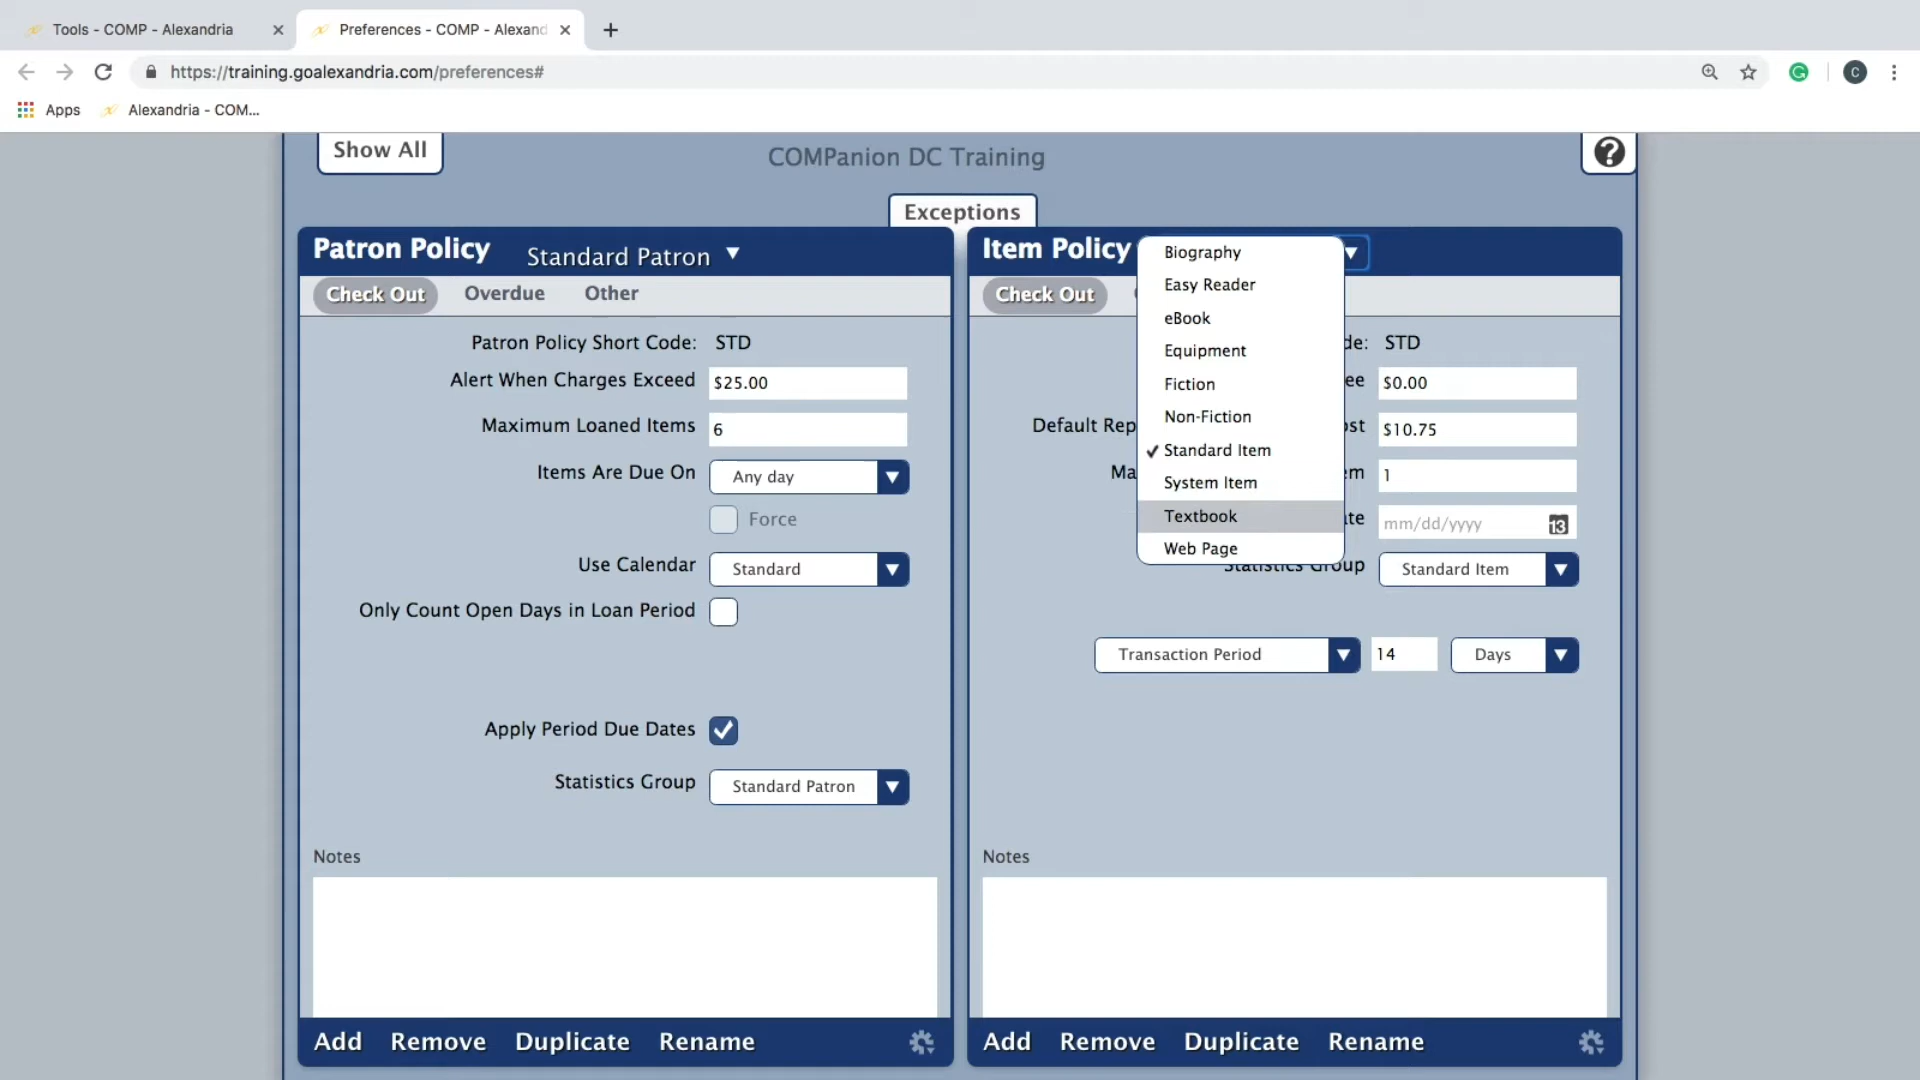 Tools - COMP - Alexandria
Preferences - COMP - Alexand
https://training.goalexandria.com/preferences#
C
Apps
Alexandria - COM...
Show All
COMPanion DC Training
?
Exceptions
Patron Policy
Standard Patron
Check Out
Overdue
Other
Patron Policy Short Code: STD
Alert When Charges Exceed $25.00
Maximum Loaned Items 6
Items Are Due On Any day
Force
Use Calendar Standard
Only Count Open Days in Loan Period
Apply Period Due Dates
Statistics Group Standard Patron
Notes
Add
Remove
Duplicate
Rename
Item Policy
Biography
Easy Reader
eBook
Equipment
Fiction
Non-Fiction
Standard Item
System Item
Textbook
Web Page
Check Out
de: STD
ee $0.00
Default Rep
ost $10.75
Ma
m 1
te mm/dd/yyyy 13
Statistics Group Standard Item
Transaction Period 14 Days
Notes
Add
Remove
Duplicate
Rename